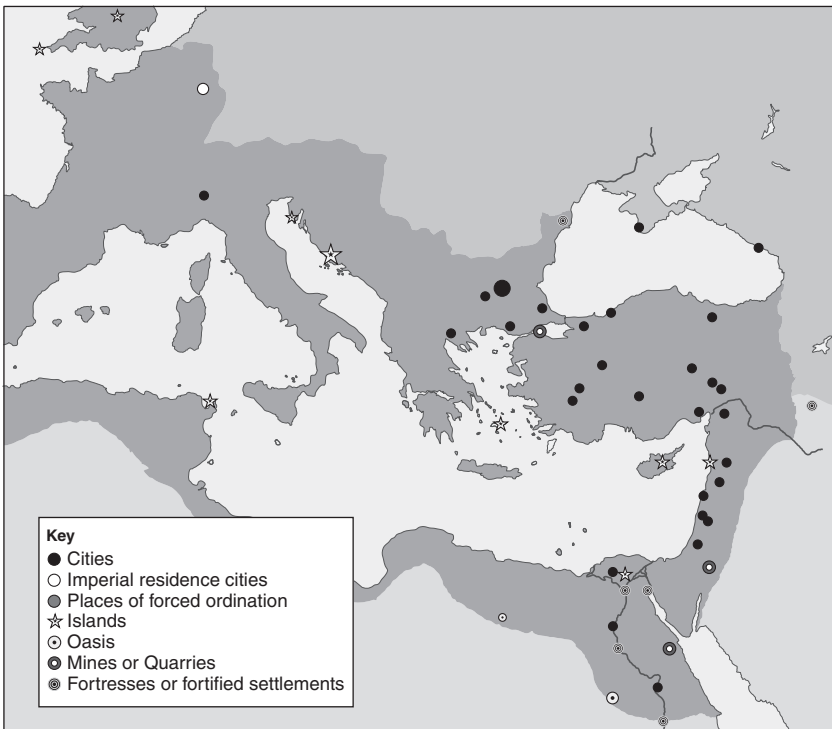 Key
Cities
Imperial residence cities
Places of forced ordination
Islands
Oasis
Mines or Quarries
Fortresses or fortified settlements